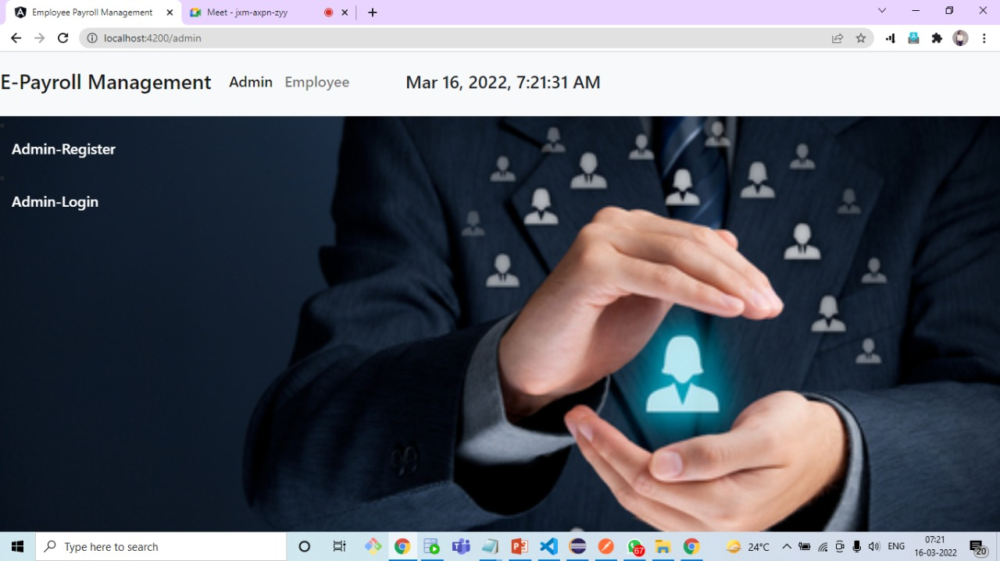 Employee Payroll Management
Meet - jxm-axpn-zyy
localhost:4200/admin
E-Payroll Management Admin Employee Mar 16, 2022, 7:21:31 AM
Admin-Register
Admin-Login
Type here to search
67
24°C
ENG
07:21
16-03-2022
20